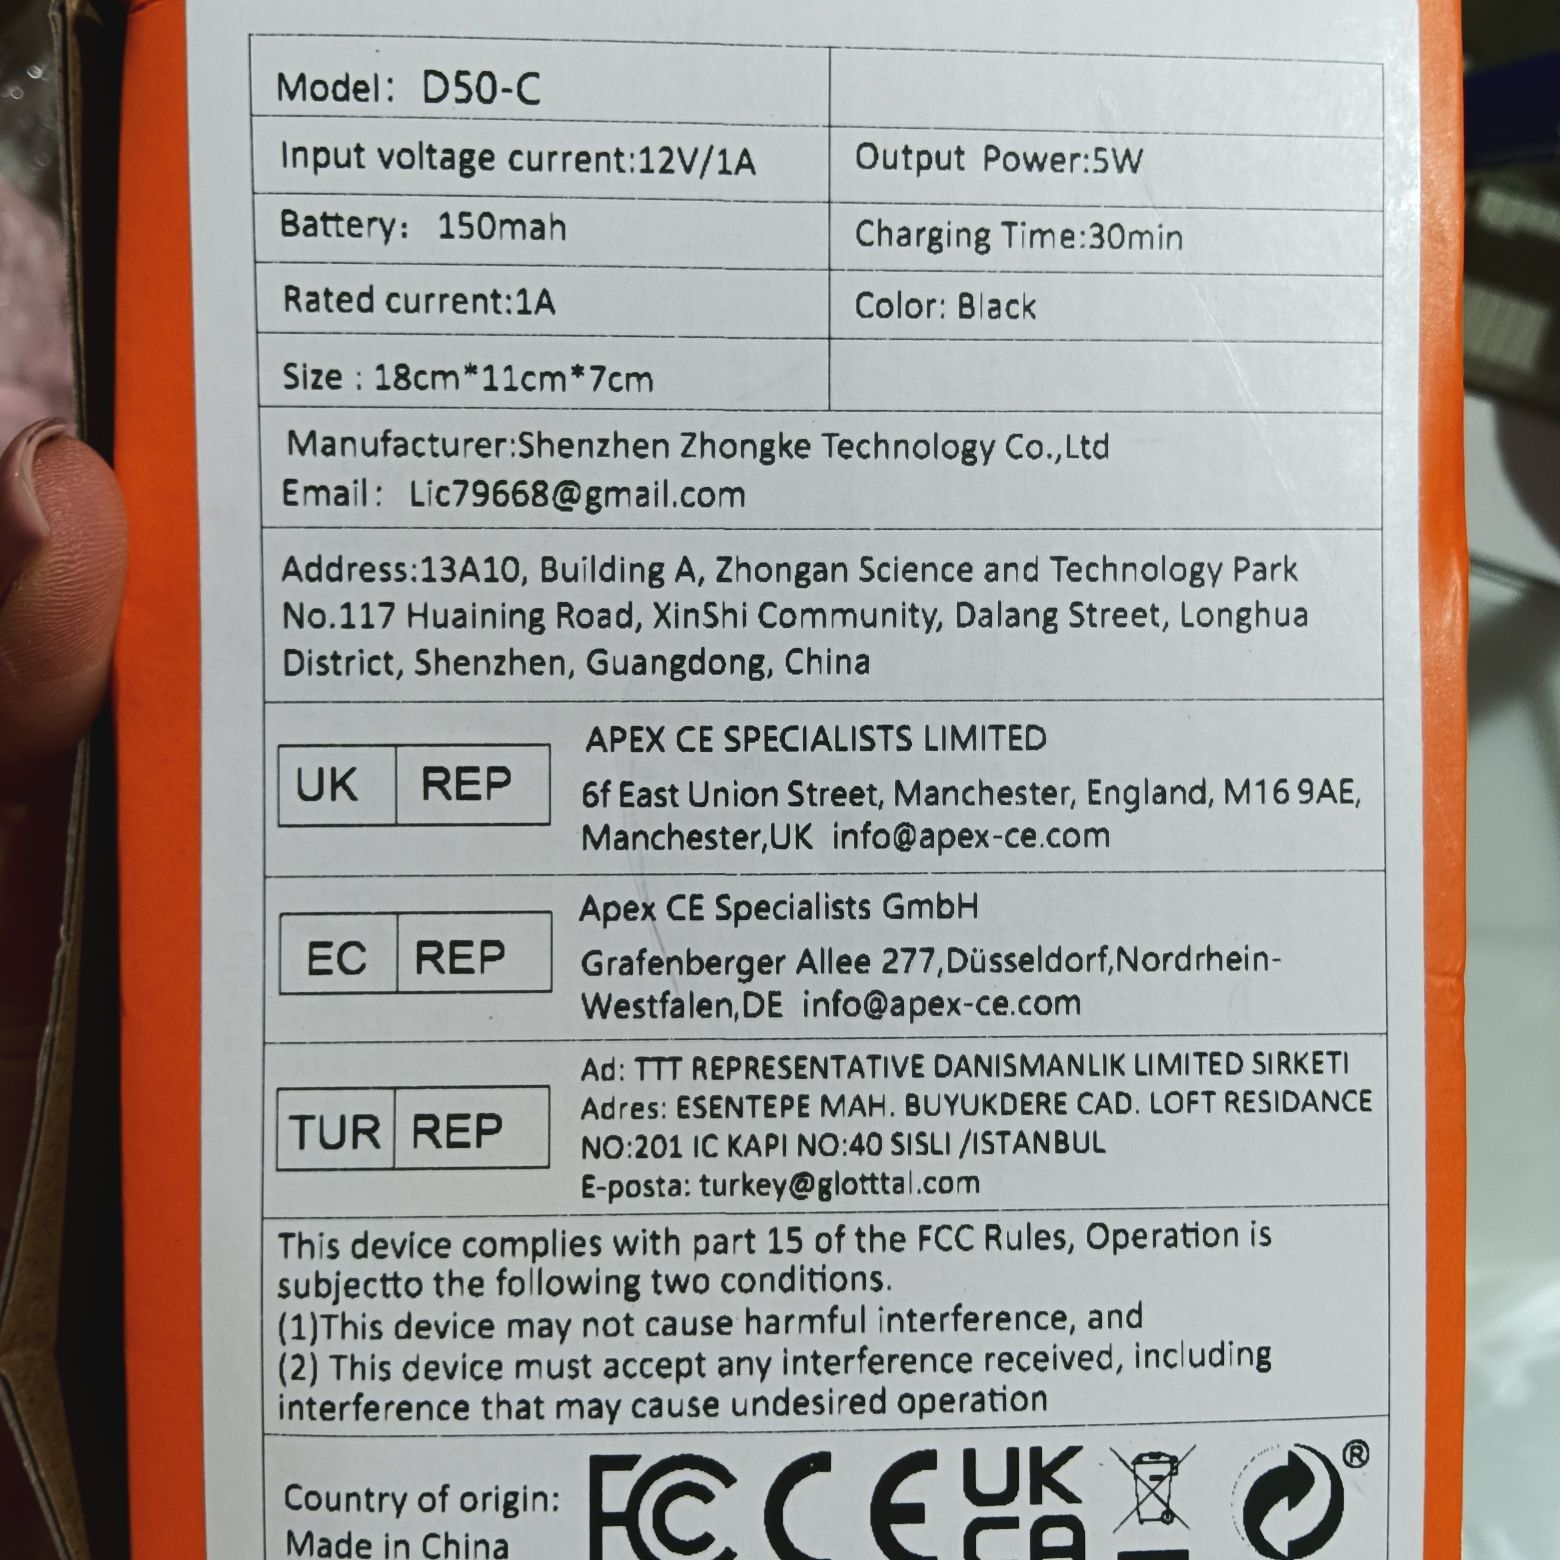 Model: D50-C
Input voltage current:12V/1A Output Power:5W
Battery: 150mah Charging Time:30min
Rated current:1A Color: Black
Size : 18cm*11cm*7cm
Manufacturer:Shenzhen Zhongke Technology Co.,Ltd
Email: Lic79668@gmail.com
Address:13A10, Building A, Zhongan Science and Technology Park
No.117 Huaining Road, XinShi Community, Dalang Street, Longhua
District, Shenzhen, Guangdong, China
UK REP
APEX CE SPECIALISTS LIMITED
6f East Union Street, Manchester, England, M16 9AE,
Manchester,UK info@apex-ce.com
EC REP
Apex CE Specialists GmbH
Grafenberger Allee 277,Düsseldorf,Nordrhein-
Westfalen,DE info@apex-ce.com
TUR REP
Ad: TTT REPRESENTATIVE DANISMANLIK LIMITED SIRKETI
Adres: ESENTEPE MAH. BUYUKDERE CAD. LOFT RESIDANCE
NO:201 IC KAPI NO:40 SISLI /ISTANBUL
E-posta: turkey@glotttal.com
This device complies with part 15 of the FCC Rules, Operation is
subjectto the following two conditions.
(1)This device may not cause harmful interference, and
(2) This device must accept any interference received, including
interference that may cause undesired operation
Country of origin:
Made in China
FCC CE UK
CA
®